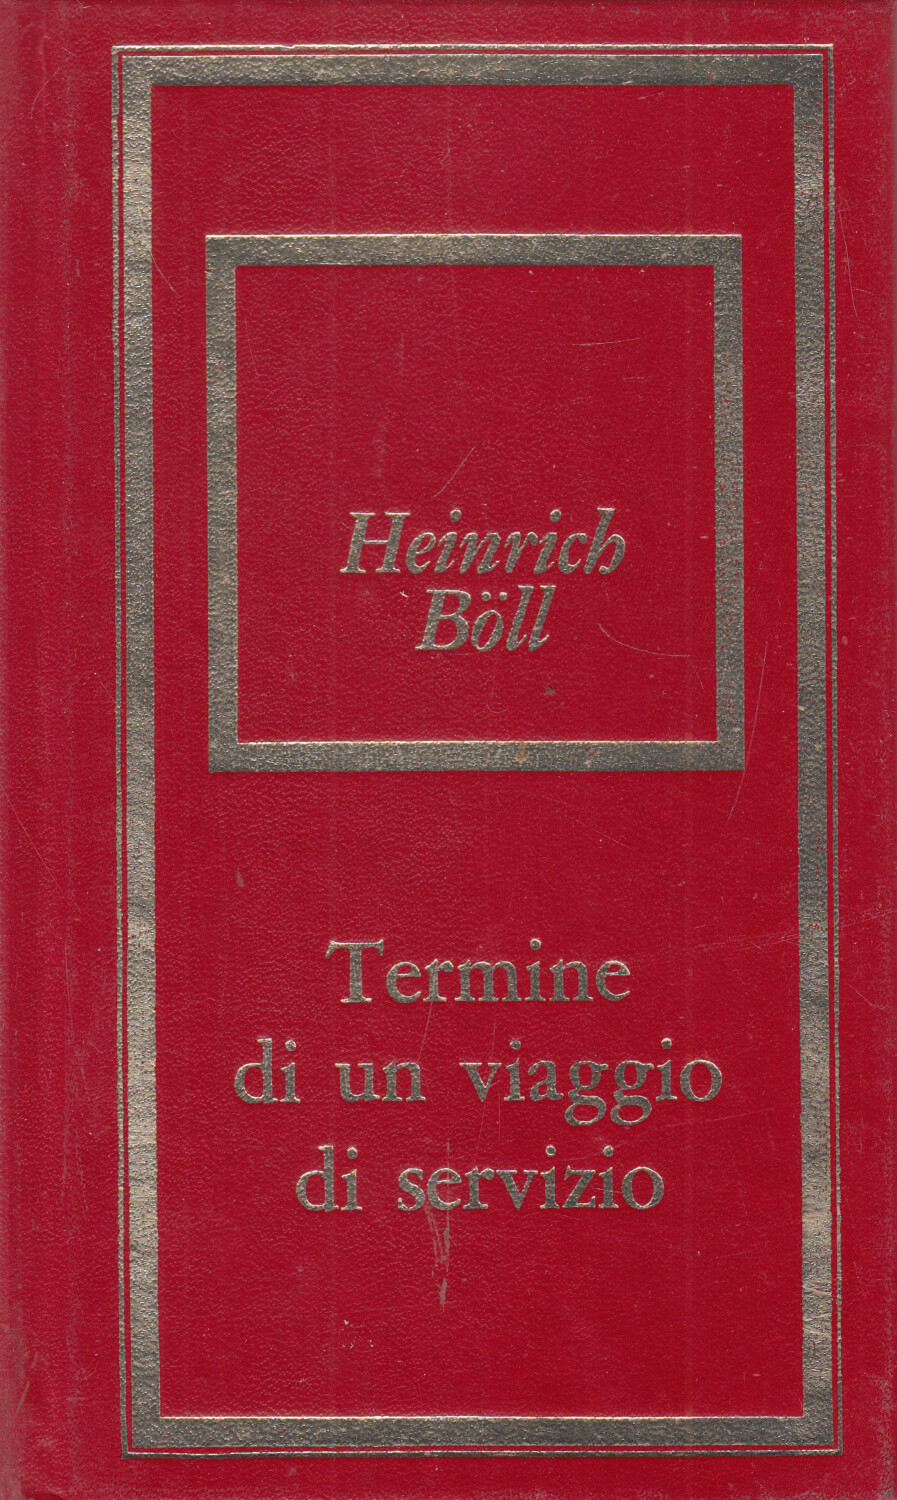 Heinrich
Böll
Termine
di un viaggio
di servizio